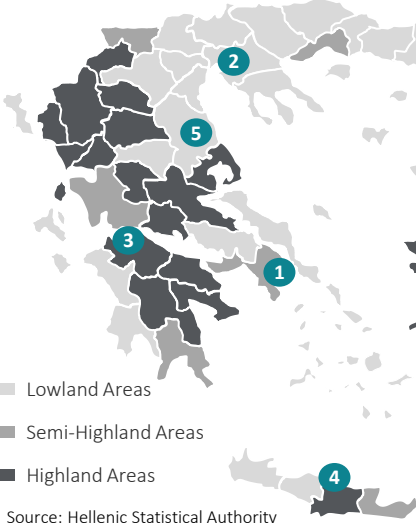 2
5
3
1
Lowland Areas
Semi-Highland Areas
Highland Areas
4
Source: Hellenic Statistical Authority